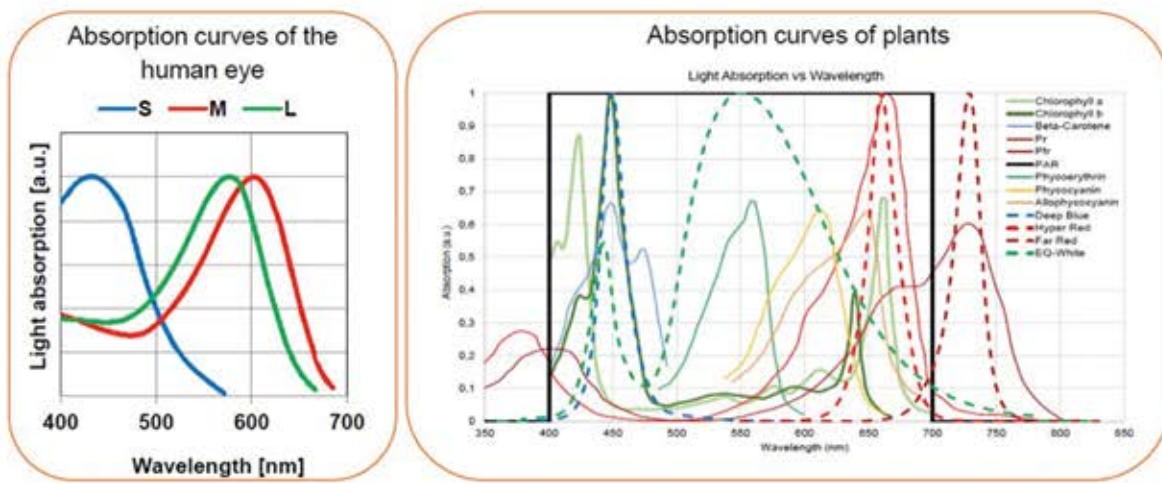 Absorption curves of the
human eye
S M L
Light absorption [a.u.]
400 500 600 700
Wavelength [nm]
Absorption curves of plants
Light Absorption vs Wavelength
Absorption (a.u.)
1
0,9
0,8
0,7
0,6
0,5
0,4
0,3
0,2
0,1
0
350 400 450 500 550 600 650 700 750 800 850
Wavelength (nm)
Chlorophyll a
Chlorophyll b
Beta-Carotene
Pr
Pfr
PAR
Phycoerythrin
Phycocyanin
Allophycocyanin
Deep Blue
Hyper Red
Far Red
EQ-White